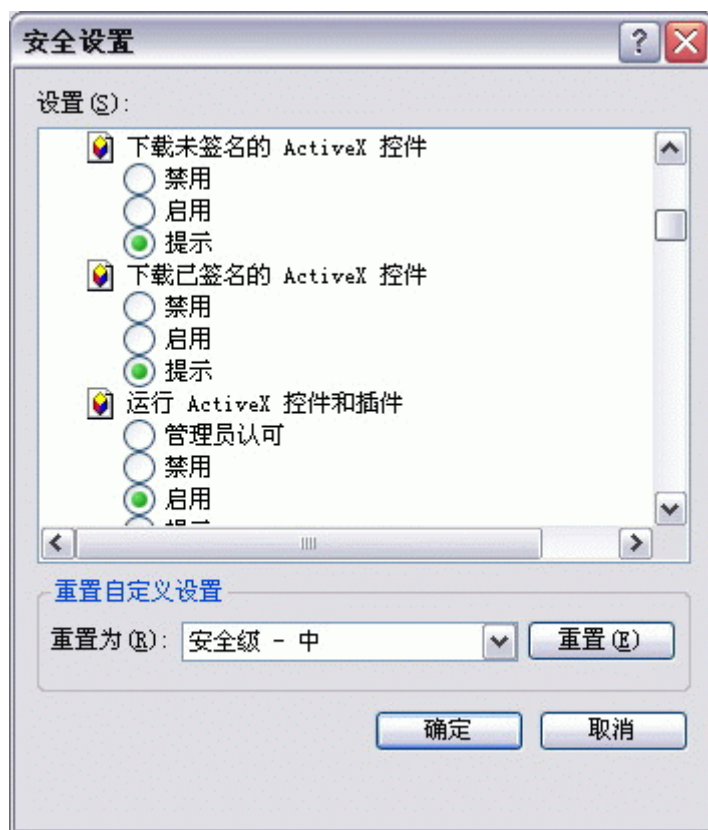 安全设置
设置(S):
下载未签名的 ActiveX 控件
禁用
启用
提示
下载已签名的 ActiveX 控件
禁用
启用
提示
运行 ActiveX 控件和插件
管理员认可
禁用
启用
重置自定义设置
重置为(R): 安全级 - 中 重置(E)
确定 取消